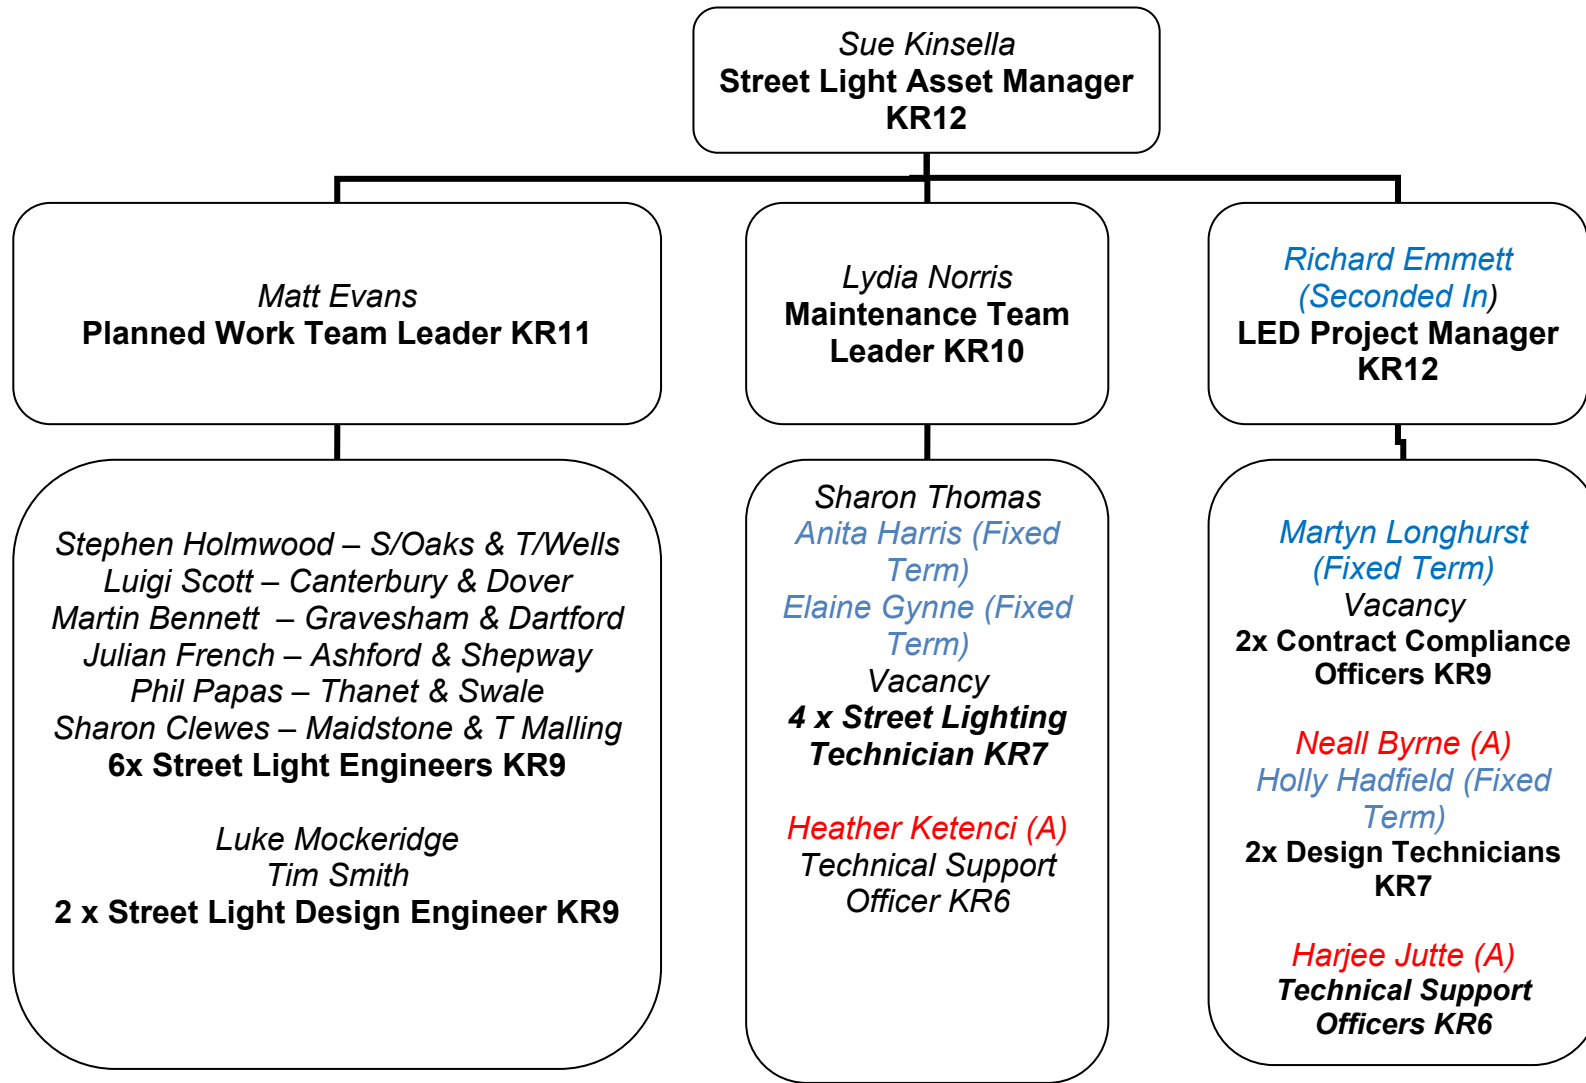 Sue Kinsella
Street Light Asset Manager
KR12
Matt Evans
Planned Work Team Leader KR11
Lydia Norris
Maintenance Team
Leader KR10
Richard Emmett
(Seconded In)
LED Project Manager
KR12
Stephen Holmwood – S/Oaks & T/Wells
Luigi Scott – Canterbury & Dover
Martin Bennett – Gravesham & Dartford
Julian French – Ashford & Shepway
Phil Papas – Thanet & Swale
Sharon Clewes – Maidstone & T Malling
6x Street Light Engineers KR9
Luke Mockeridge
Tim Smith
2 x Street Light Design Engineer KR9
Sharon Thomas
Anita Harris (Fixed
Term)
Elaine Gynne (Fixed
Term)
Vacancy
4 x Street Lighting
Technician KR7
Heather Ketenci (A)
Technical Support
Officer KR6
Martyn Longhurst
(Fixed Term)
Vacancy
2x Contract Compliance
Officers KR9
Neall Byrne (A)
Holly Hadfield (Fixed
Term)
2x Design Technicians
KR7
Harjee Jutte (A)
Technical Support
Officers KR6